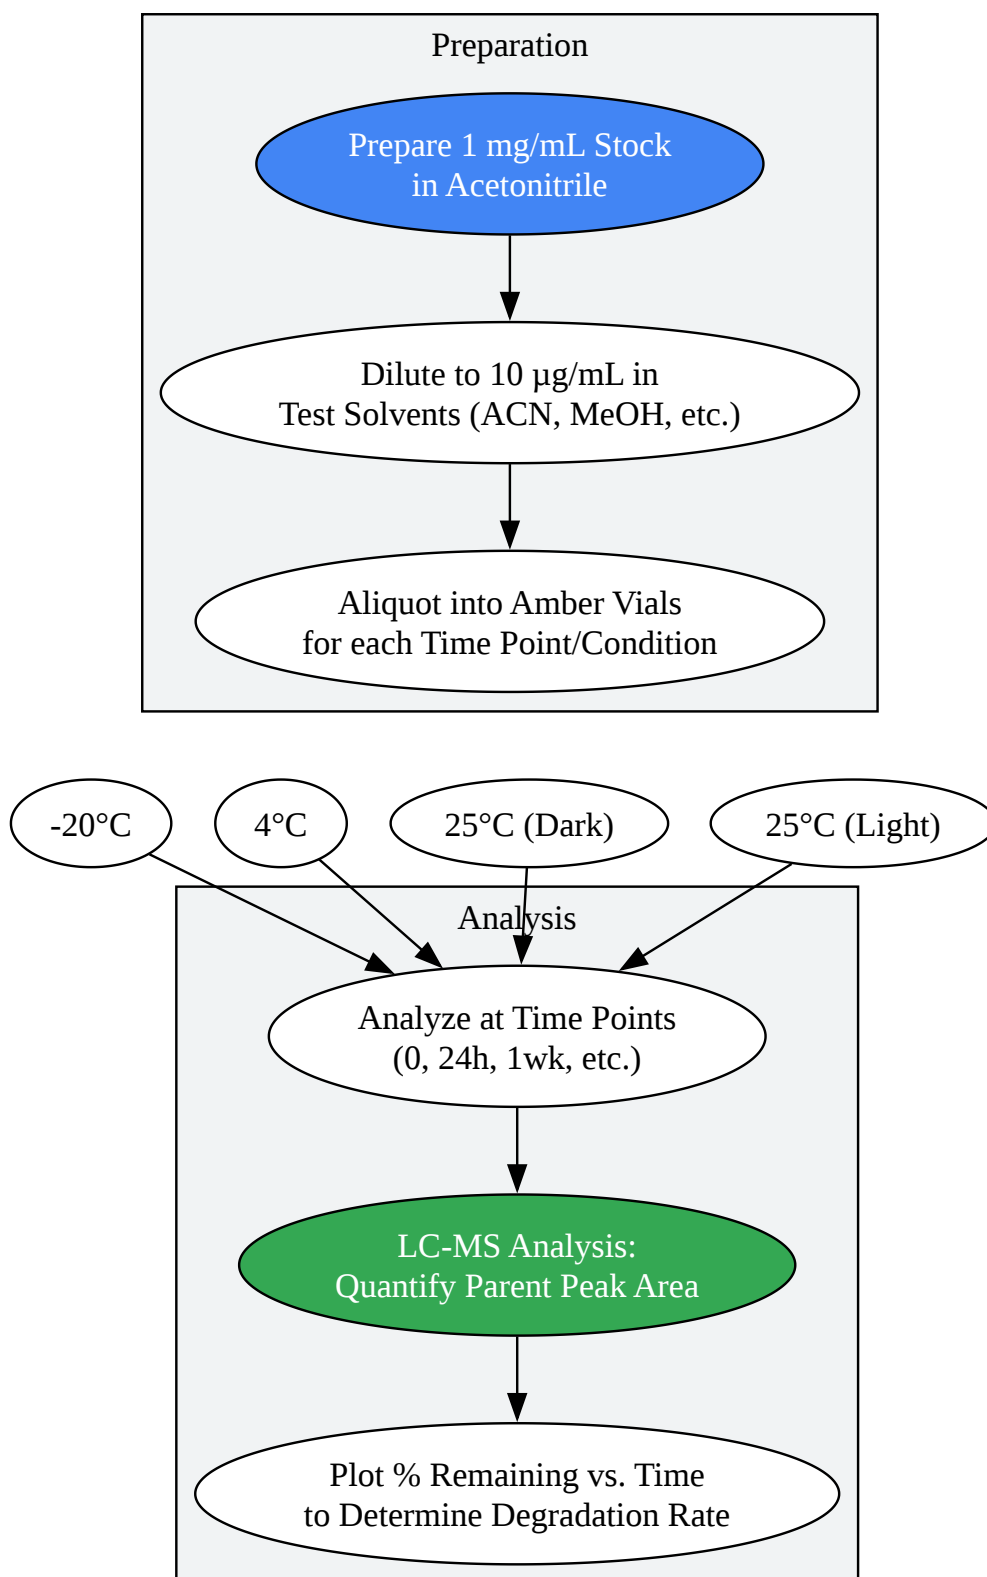 Preparation
Prepare 1 mg/mL Stock
in Acetonitrile
Dilute to 10 µg/mL in
Test Solvents (ACN, MeOH, etc.)
Aliquot into Amber Vials
for each Time Point/Condition
-20°C
4°C
25°C (Dark)
25°C (Light)
Analysis
Analyze at Time Points
(0, 24h, 1wk, etc.)
LC-MS Analysis:
Quantify Parent Peak Area
Plot % Remaining vs. Time
to Determine Degradation Rate